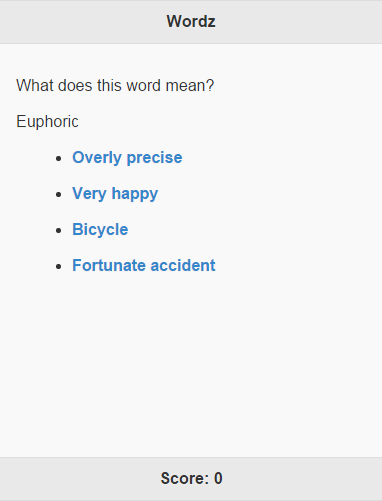 Wordz
What does this word mean?
Euphoric
Overly precise
Very happy
Bicycle
Fortunate accident
Score: 0